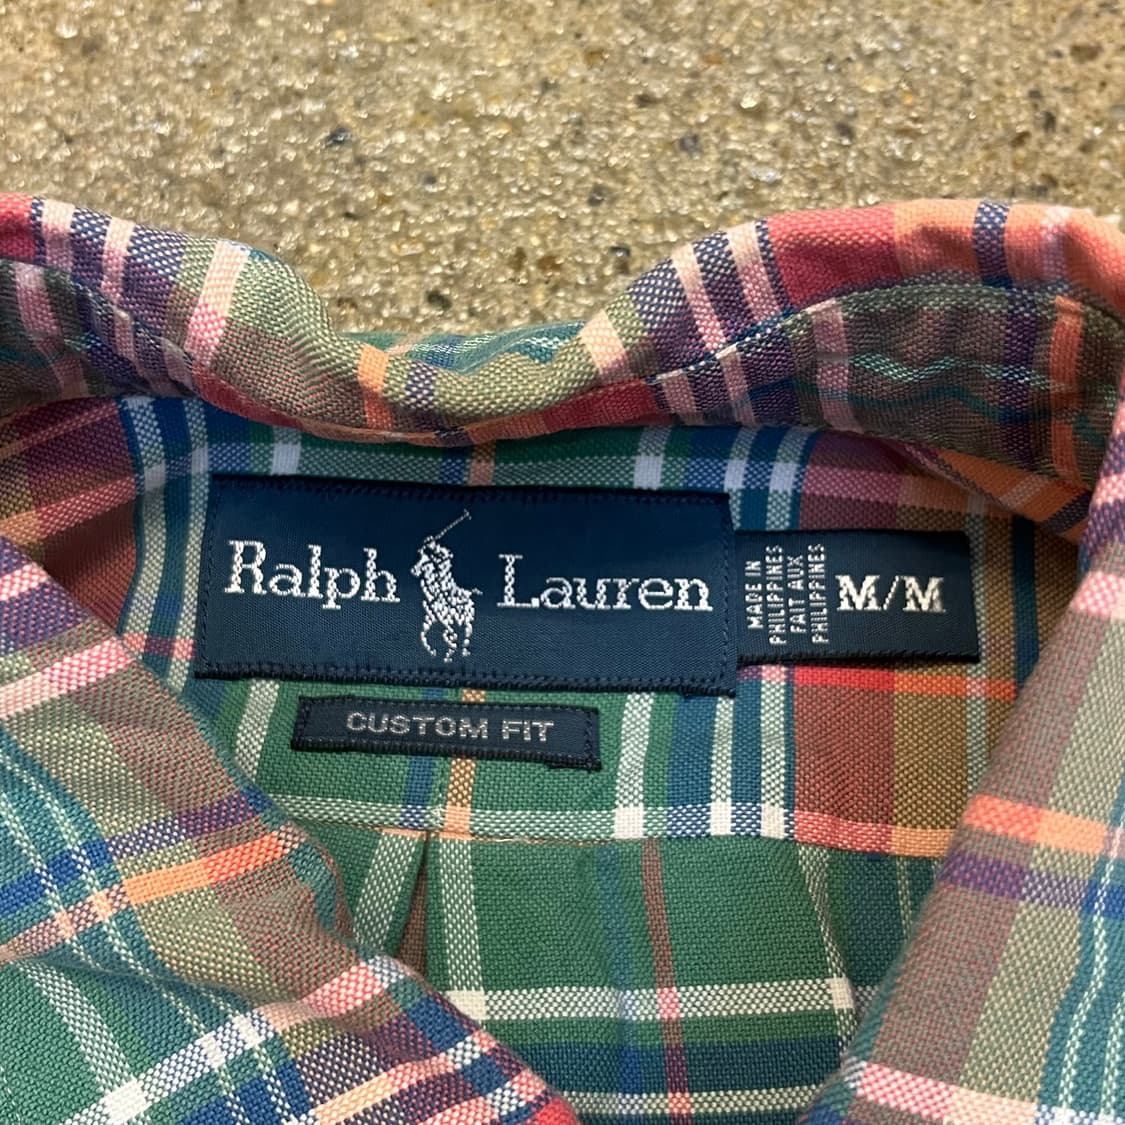 Ralph Lauren
MADE IN
PHILIPPINES
FAIT AUX
PHILIPPINES
M/M
CUSTOM FIT